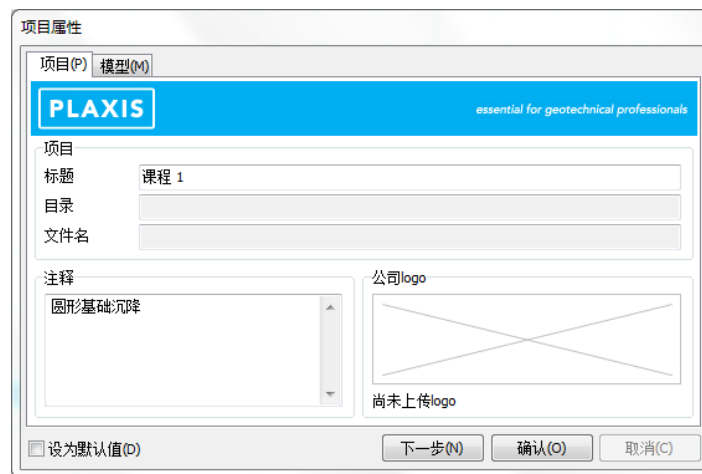 项目属性
项目(P) 模型(M)
PLAXIS essential for geotechnical professionals
项目
标题 课程 1
目录
文件名
注释 公司logo
圆形基础沉降
尚未上传logo
设为默认值(D) 下一步(N) 确认(O) 取消(C)